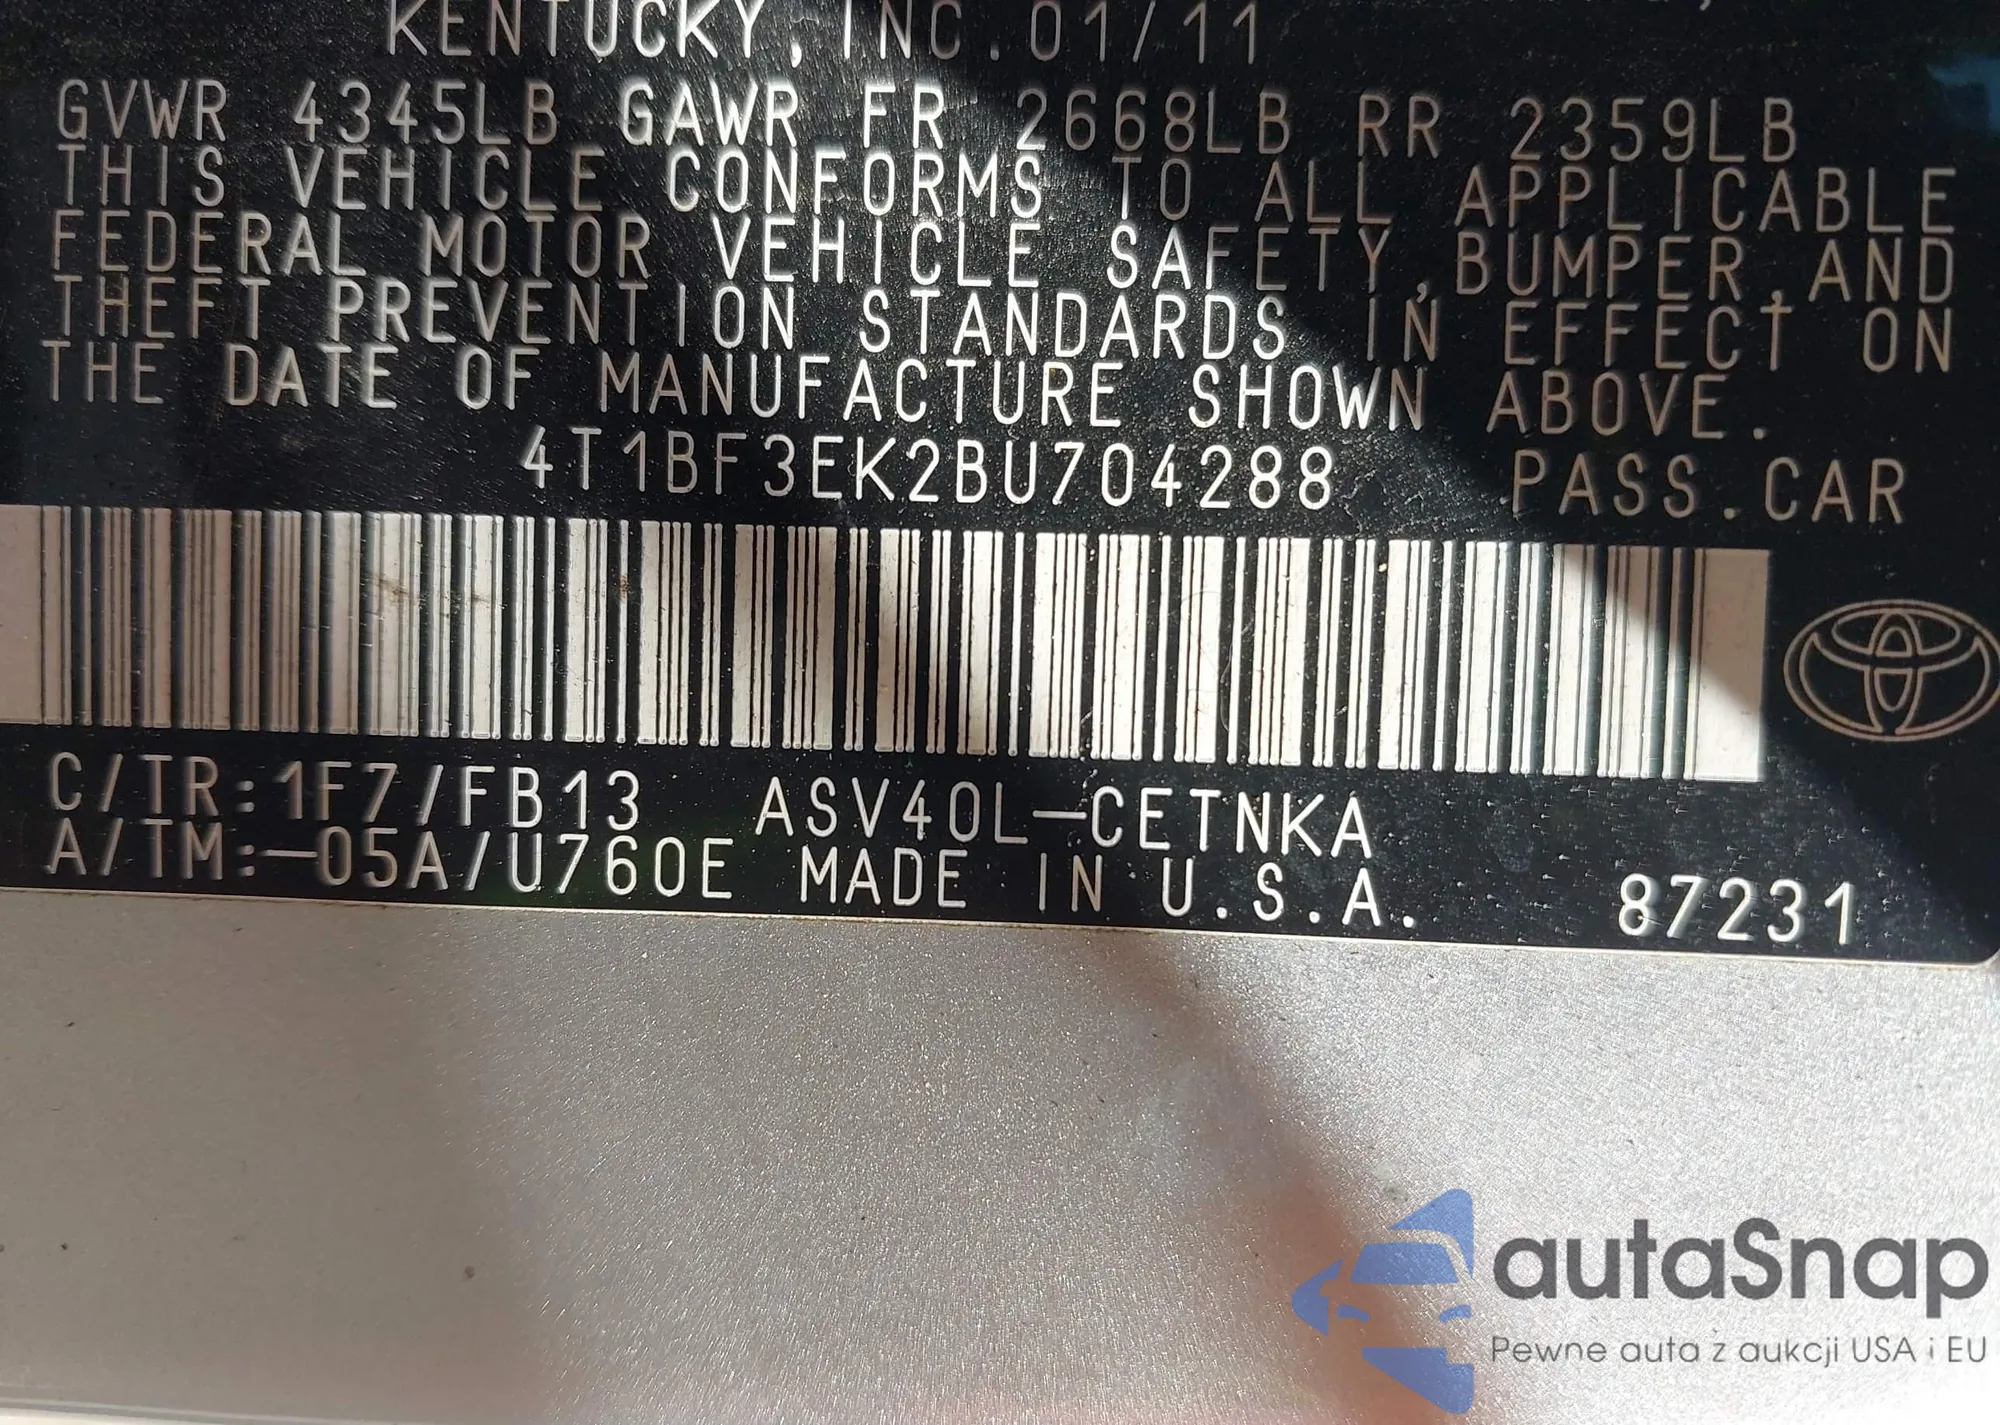 KENTUCKY, INC. 01/11
GVWR 4345LB GAWR FR 2668LB RR 2359LB
THIS VEHICLE CONFORMS TO ALL APPLICABLE
FEDERAL MOTOR VEHICLE SAFETY, BUMPER, AND
THEFT PREVENTION STANDARDS IN EFFECT ON
THE DATE OF MANUFACTURE SHOWN ABOVE.
4T1BF3EK2BU704288 PASS.CAR
C/TR:1F7/FB13 ASV40L-CETNKA
A/TM:-05A/U760E MADE IN U.S.A. 87231
autaSnap
Pewne auta z aukcji USA i EU